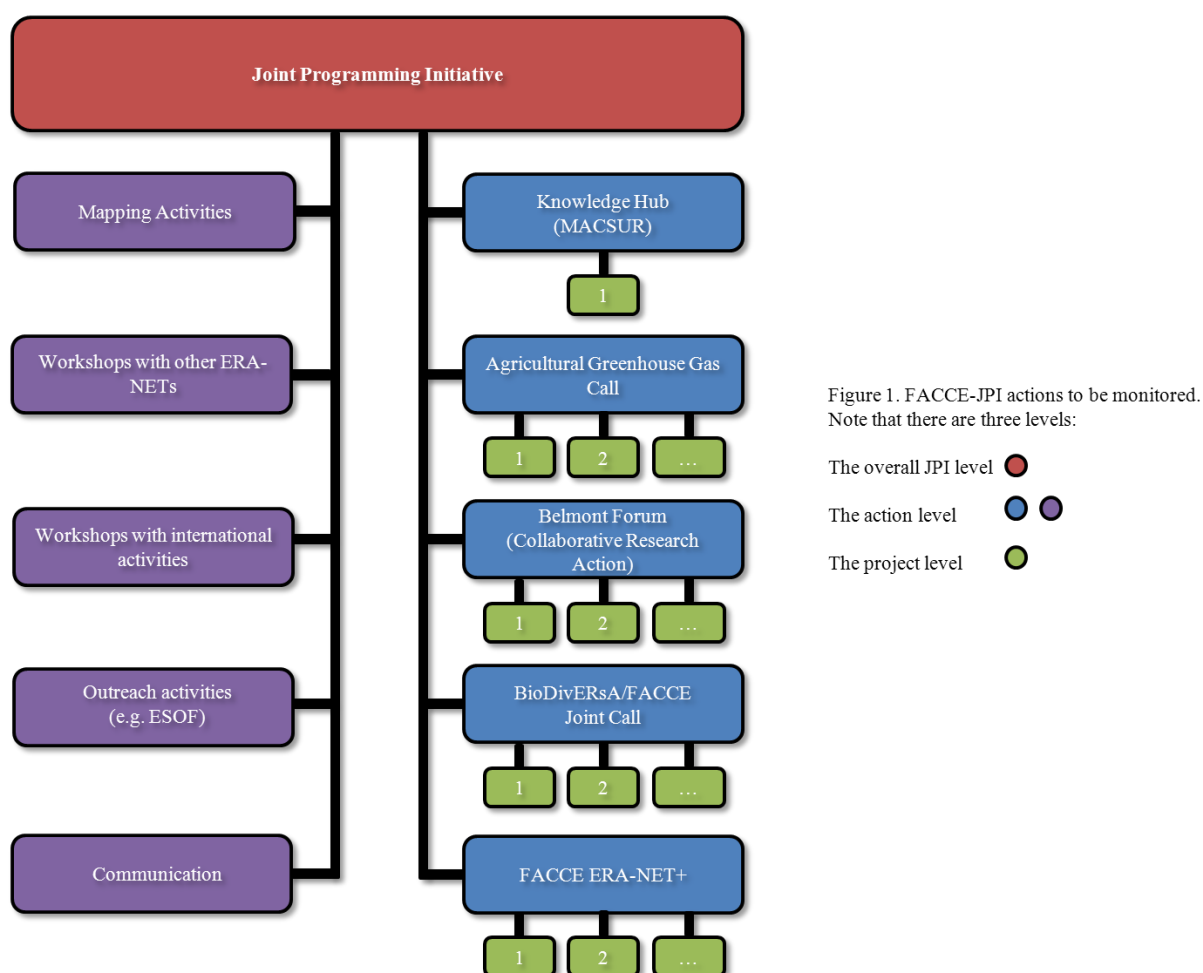 Joint Programming Initiative
Mapping Activities
Knowledge Hub
(MACSUR)
1
Workshops with other ERA-
NETs
Agricultural Greenhouse Gas
Call
1
2
…
Workshops with international
activities
Belmont Forum
(Collaborative Research
Action)
1
2
…
Outreach activities
(e.g. ESOF)
BioDivERsA/FACCE
Joint Call
1
2
…
Communication
FACCE ERA-NET+
1
2
…
Figure 1. FACCE-JPI actions to be monitored.
Note that there are three levels:
The overall JPI level
The action level
The project level